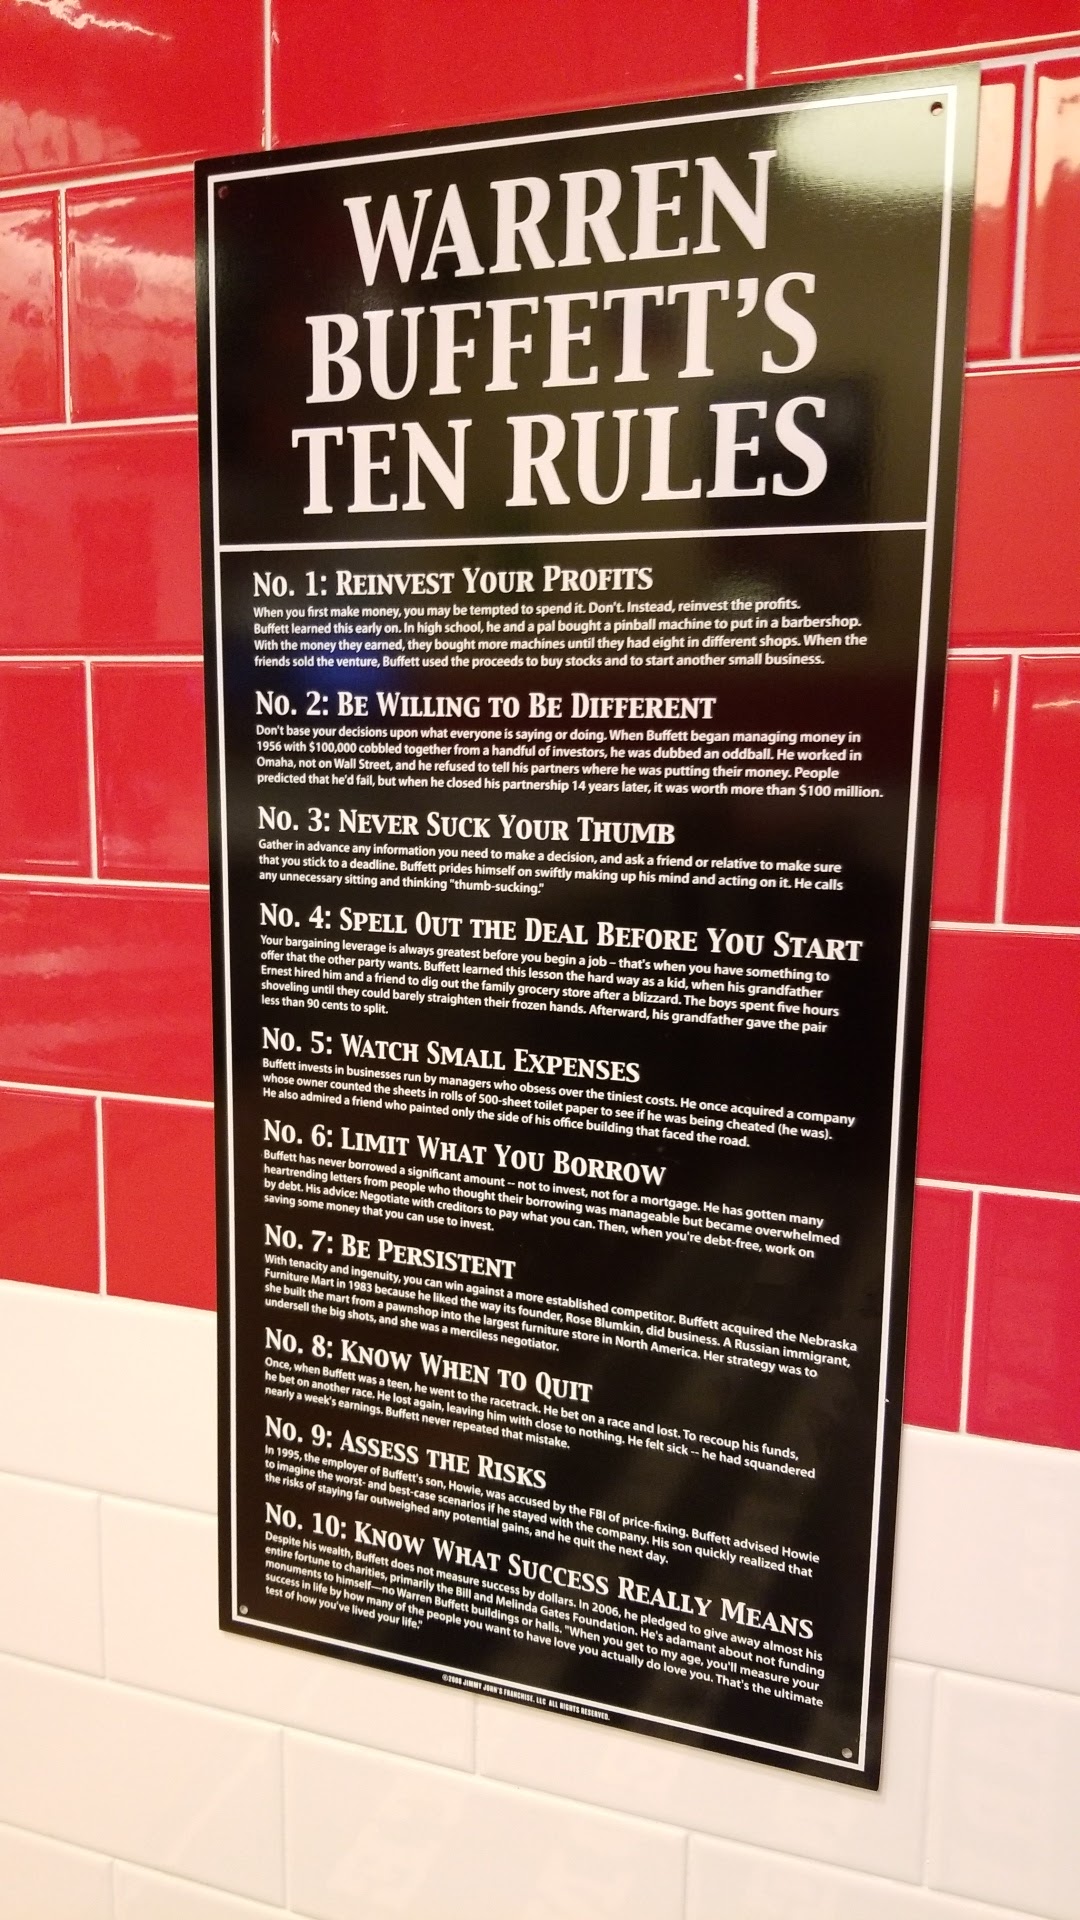 WARREN
BUFFETT'S
TEN RULES
No. 1: Reinvest Your Profits
When you first make money, you may be tempted to spend it. Don't. Instead, reinvest the profits.
Buffett learned this early on. In high school, he and a pal bought a pinball machine to put in a barbershop.
With the money they earned, they bought more machines until they had eight in different shops. When the
friends sold the venture, Buffett used the proceeds to buy stocks and to start another small business.
No. 2: Be Willing to Be Different
Don't base your decisions upon what everyone is saying or doing. When Buffett began managing money in
1956 with $100,000 cobbled together from a handful of investors, he was dubbed an oddball. He worked in
Omaha, not on Wall Street, and he refused to tell his partners where he was putting their money. People
predicted that he'd fail, but when he closed his partnership 14 years later, it was worth more than $100 million.
No. 3: Never Suck Your Thumb
Gather in advance any information you need to make a decision, and ask a friend or relative to make sure
that you stick to a deadline. Buffett prides himself on swiftly making up his mind and acting on it. He calls
any unnecessary sitting and thinking "thumb-sucking."
No. 4: Spell Out the Deal Before You Start
Your bargaining leverage is always greatest before you begin a job – that's when you have something to
offer that the other party wants. Buffett learned this lesson the hard way as a kid, when his grandfather
Ernest hired him and a friend to dig out the family grocery store after a blizzard. The boys spent five hours
shoveling until they could barely straighten their frozen hands. Afterward, his grandfather gave the pair
less than 90 cents to split.
No. 5: Watch Small Expenses
Buffett invests in businesses run by managers who obsess over the tiniest costs. He once acquired a company
whose owner counted the sheets in rolls of 500-sheet toilet paper to see if he was being cheated (he was).
He also admired a friend who painted only the side of his office building that faced the road.
No. 6: Limit What You Borrow
Buffett has never borrowed a significant amount -- not to invest, not for a mortgage. He has gotten many
heartrending letters from people who thought their borrowing was manageable but became overwhelmed
by debt. His advice: Negotiate with creditors to pay what you can. Then, when you're debt-free, work on
saving some money that you can use to invest.
No. 7: Be Persistent
With tenacity and ingenuity, you can win against a more established competitor. Buffett acquired the Nebraska
Furniture Mart in 1983 because he liked the way its founder, Rose Blumkin, did business. A Russian immigrant,
she built the mart from a pawnshop into the largest furniture store in North America. Her strategy was to
undersell the big shots, and she was a merciless negotiator.
No. 8: Know When to Quit
Once, when Buffett was a teen, he went to the racetrack. He bet on a race and lost. To recoup his funds,
he bet on another race. He lost again, leaving him with close to nothing. He felt sick -- he had squandered
nearly a week's earnings. Buffett never repeated that mistake.
No. 9: Assess the Risks
In 1995, the employer of Buffett's son, Howie, was accused by the FBI of price-fixing. Buffett advised Howie
to imagine the worst- and best-case scenarios if he stayed with the company. His son quickly realized that
the risks of staying far outweighed any potential gains, and he quit the next day.
No. 10: Know What Success Really Means
Despite his wealth, Buffett does not measure success by dollars. In 2006, he pledged to give away almost his
entire fortune to charities, primarily the Bill and Melinda Gates Foundation. He's adamant about not funding
monuments to himself—no Warren Buffett buildings or halls. "When you get to my age, you'll measure your
success in life by how many of the people you want to have love you actually do love you. That's the ultimate
test of how you've lived your life."
©2008 JIMMY JOHN'S FRANCHISE, LLC ALL RIGHTS RESERVED.